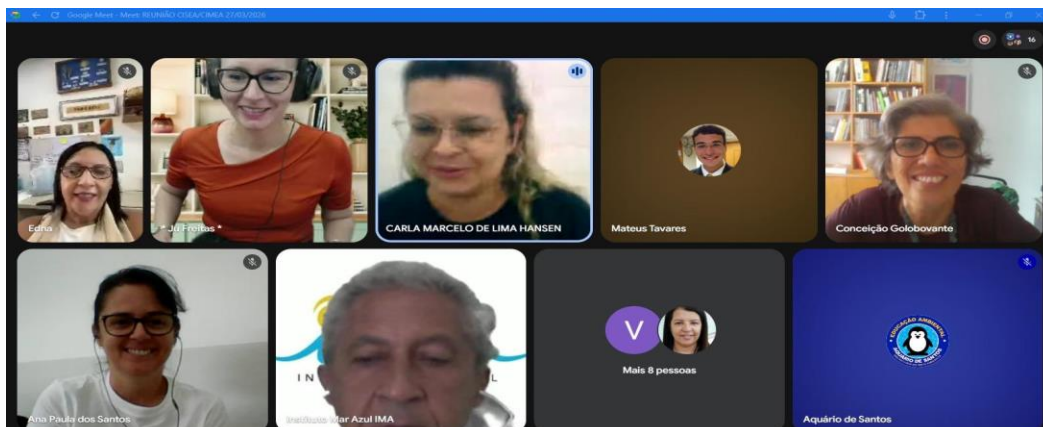 Google Meet - Meet: REUNIÃO CISEA/CIMEA 27/03/2026
16
Edna
* Ju Freitas *
CARLA MARCELO DE LIMA HANSEN
Mateus Tavares
Conceição Golobovante
Ana Paula dos Santos
IN
L
Instituto Mar Azul IMA
V
Mais 8 pessoas
EDUCAÇÃO AMBIENTAL
AQUÁRIO DE SANTOS
Aquário de Santos